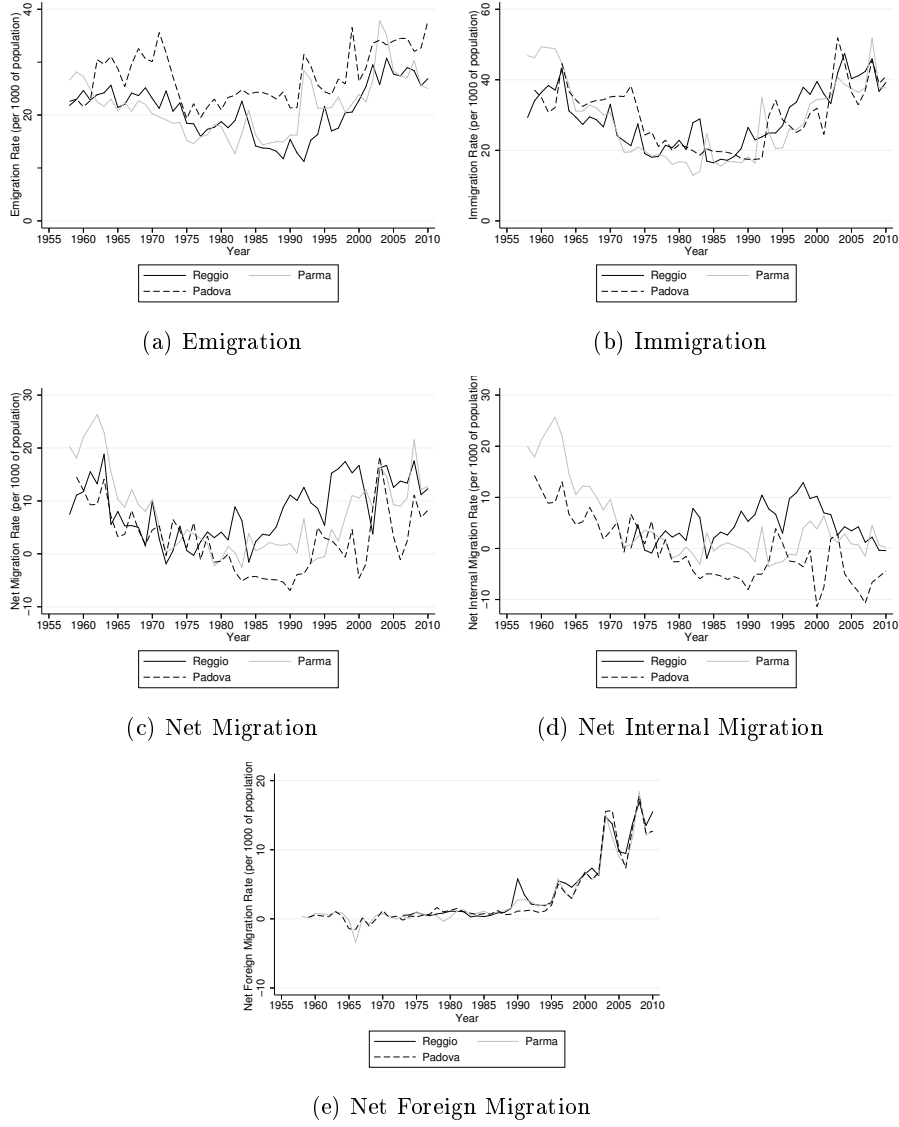 Emigration Rate (per 1000 of population)
40
20
0
1955 1960 1965 1970 1975 1980 1985 1990 1995 2000 2005 2010
Year
Reggio Parma
Padova
(a) Emigration
Immigration Rate (per 1000 of population)
60
40
20
0
1955 1960 1965 1970 1975 1980 1985 1990 1995 2000 2005 2010
Year
Reggio Parma
Padova
(b) Immigration
Net Migration Rate (per 1000 of population)
30
20
10
0
−10
1955 1960 1965 1970 1975 1980 1985 1990 1995 2000 2005 2010
Year
Reggio Parma
Padova
(c) Net Migration
Net Internal Migration Rate (per 1000 of population
30
20
10
0
−10
1955 1960 1965 1970 1975 1980 1985 1990 1995 2000 2005 2010
Year
Reggio Parma
Padova
(d) Net Internal Migration
Net Foreign Migration Rate (per 1000 of population
20
10
0
−10
1955 1960 1965 1970 1975 1980 1985 1990 1995 2000 2005 2010
Year
Reggio Parma
Padova
(e) Net Foreign Migration